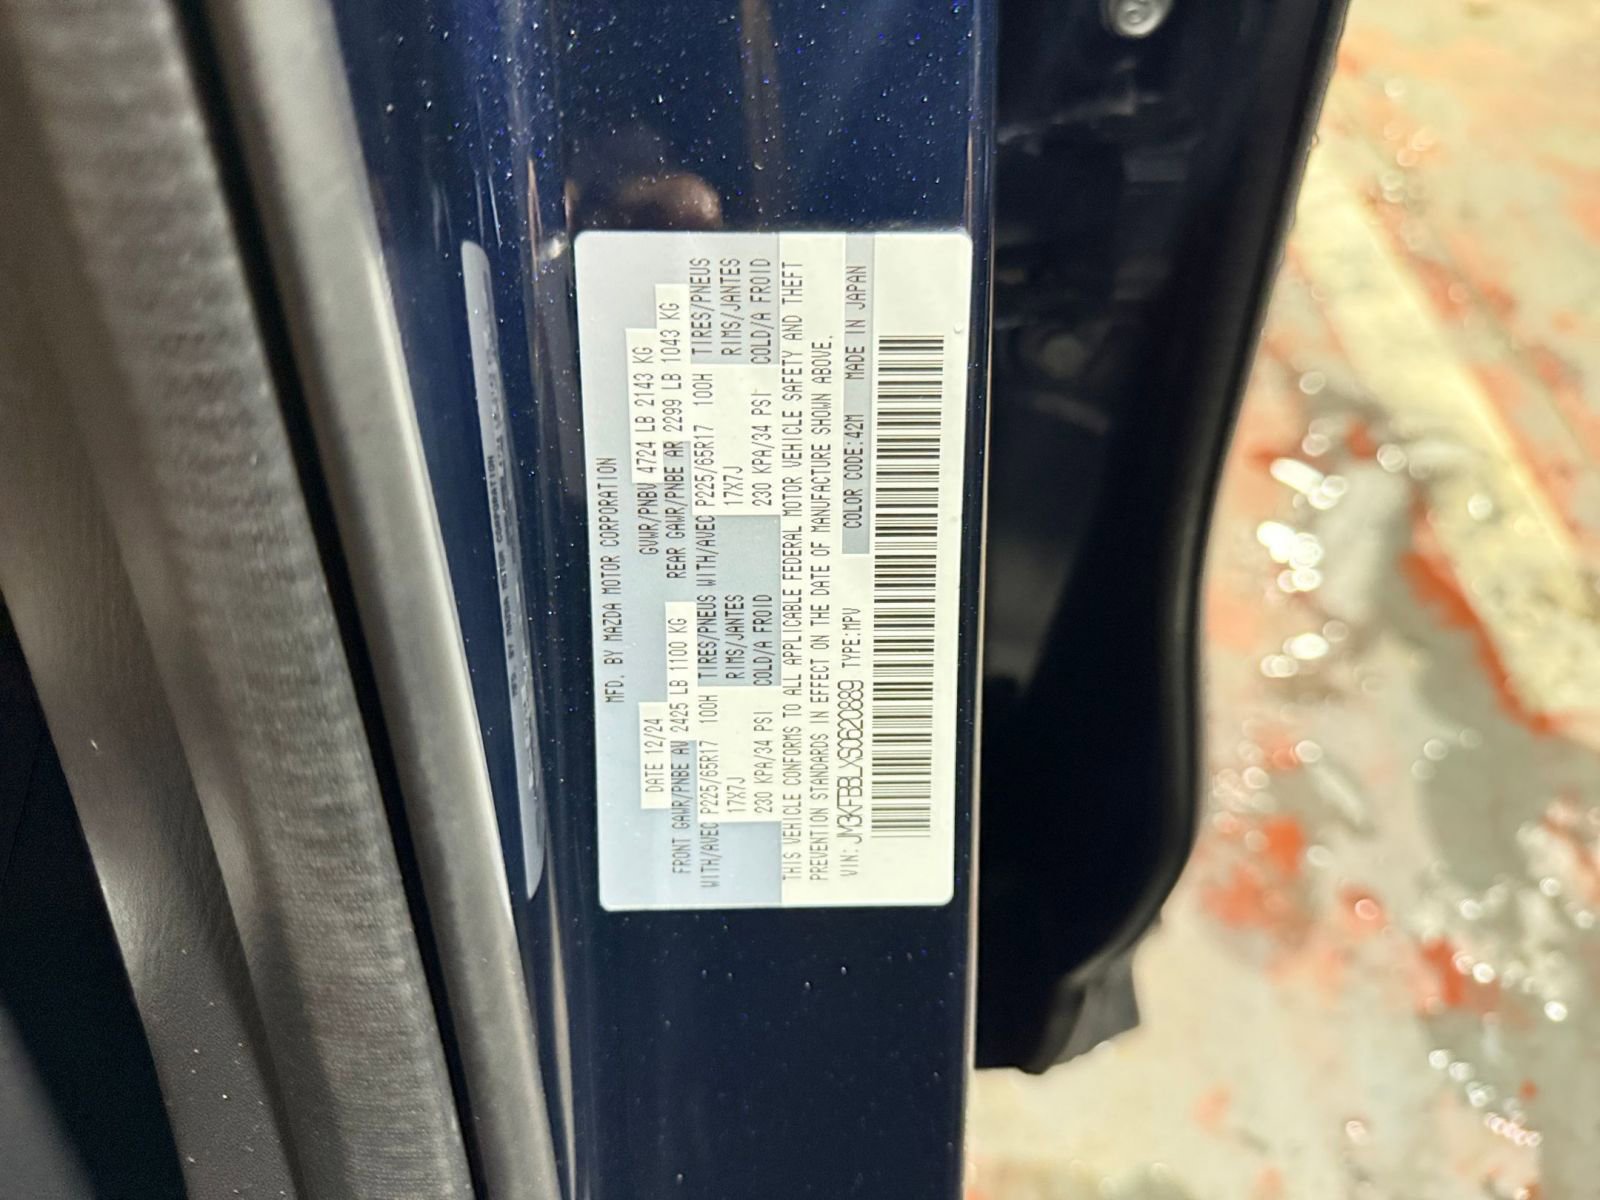 MFD. BY MAZDA MOTOR CORPORATION
DATE 12/24 GVWR/PNBV 4724 LB 2143 KG
FRONT GAWR/PNBE AV 2425 LB 1100 KG REAR GAWR/PNBE AR 2299 LB 1043 KG
WITH/AVEC P225/65R17 100H TIRES/PNEUS WITH/AVEC P225/65R17 100H TIRES/PNEUS
17X7J RIMS/JANTES 17X7J RIMS/JANTES
230 KPA/34 PSI COLD/A FROID 230 KPA/34 PSI COLD/A FROID
THIS VEHICLE CONFORMS TO ALL APPLICABLE FEDERAL MOTOR VEHICLE SAFETY AND THEFT
PREVENTION STANDARDS IN EFFECT ON THE DATE OF MANUFACTURE SHOWN ABOVE.
VIN: JM3KFBBLXS0620889 TYPE:MPV COLOR CODE:42M MADE IN JAPAN